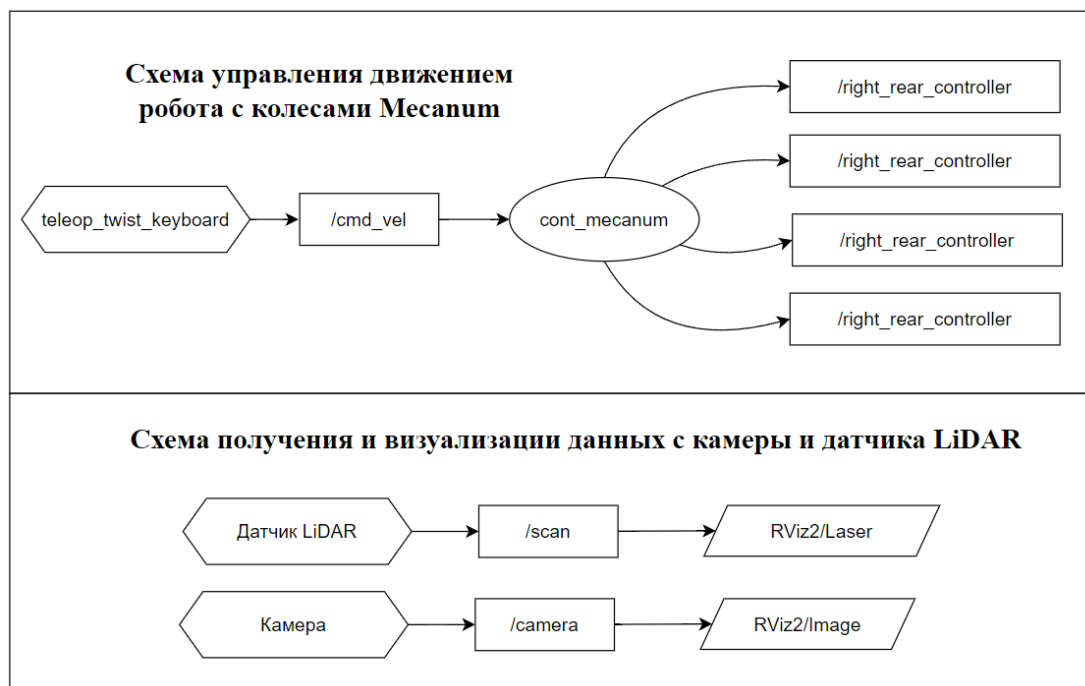 Схема управления движением
робота с колесами Mecanum
teleop_twist_keyboard
/cmd_vel
cont_mecanum
/right_rear_controller
/right_rear_controller
/right_rear_controller
/right_rear_controller
Схема получения и визуализации данных с камеры и датчика LiDAR
Датчик LiDAR
/scan
RViz2/Laser
Камера
/camera
RViz2/Image